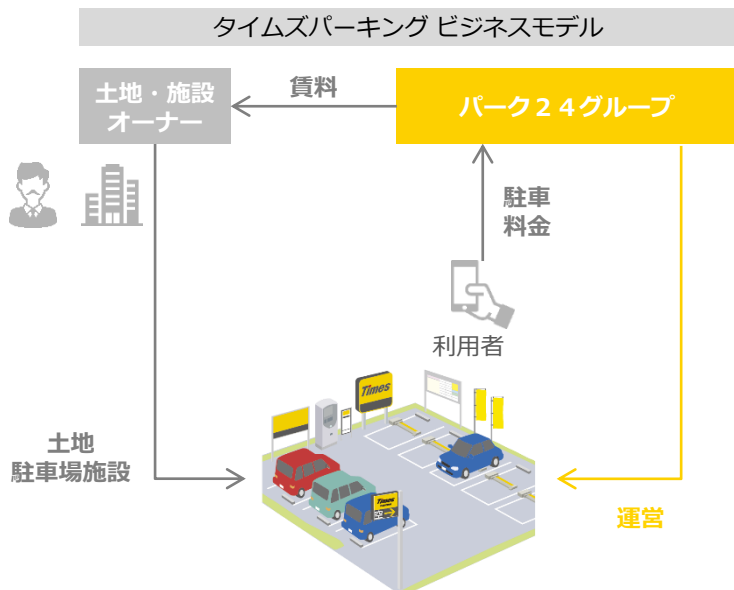 タイムズパーキング ビジネスモデル
土地・施設
オーナー
賃料
パーク２４グループ
駐車
料金
利用者
Times
土地
駐車場施設
Times
運営